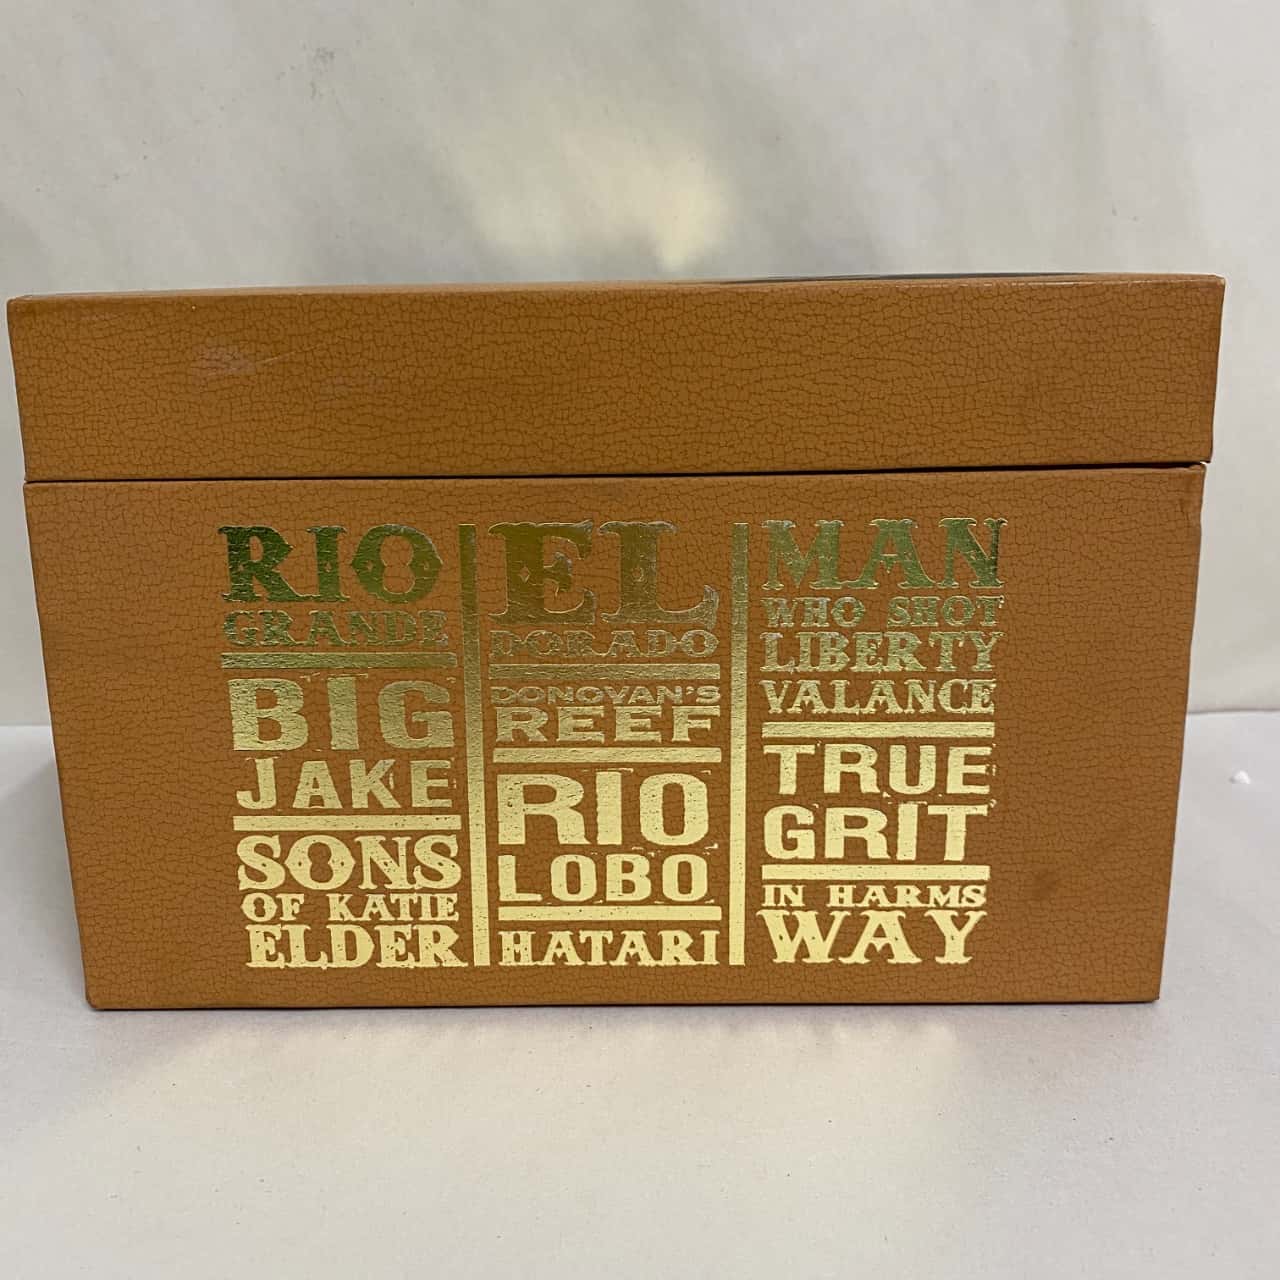 RIO
GRANDE
BIG
JAKE
SONS
OF KATIE
ELDER
EL
DORADO
DONOVAN'S
REEF
RIO
LOBO
HATARI
MAN
WHO SHOT
LIBERTY
VALANCE
TRUE
GRIT
IN HARMS
WAY